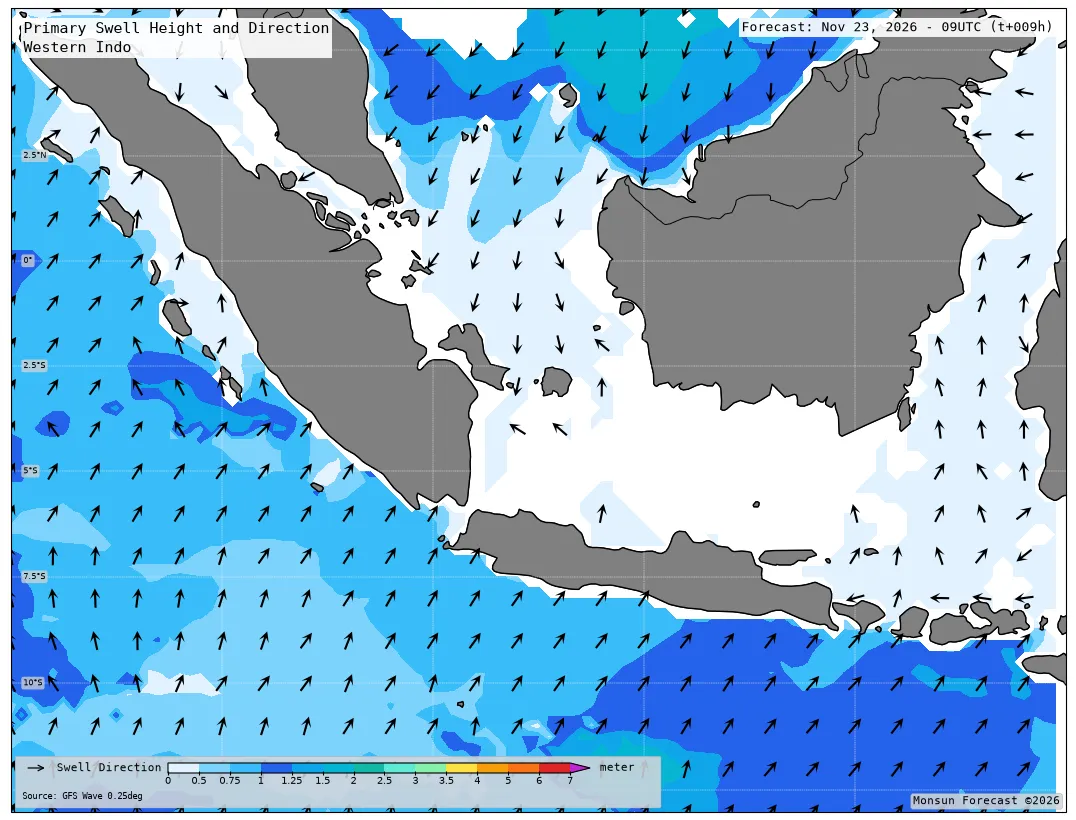 Primary Swell Height and Direction
Western Indo
Forecast: Nov 23, 2026 - 09UTC (t+009h)
2.5°N
0°
2.5°S
5°S
7.5°S
10°S
Swell Direction
meter
0 0.5 0.75 1 1.25 1.5 2 2.5 3 3.5 4 5 6 7
Source: GFS Wave 0.25deg
Monsun Forecast ©2026